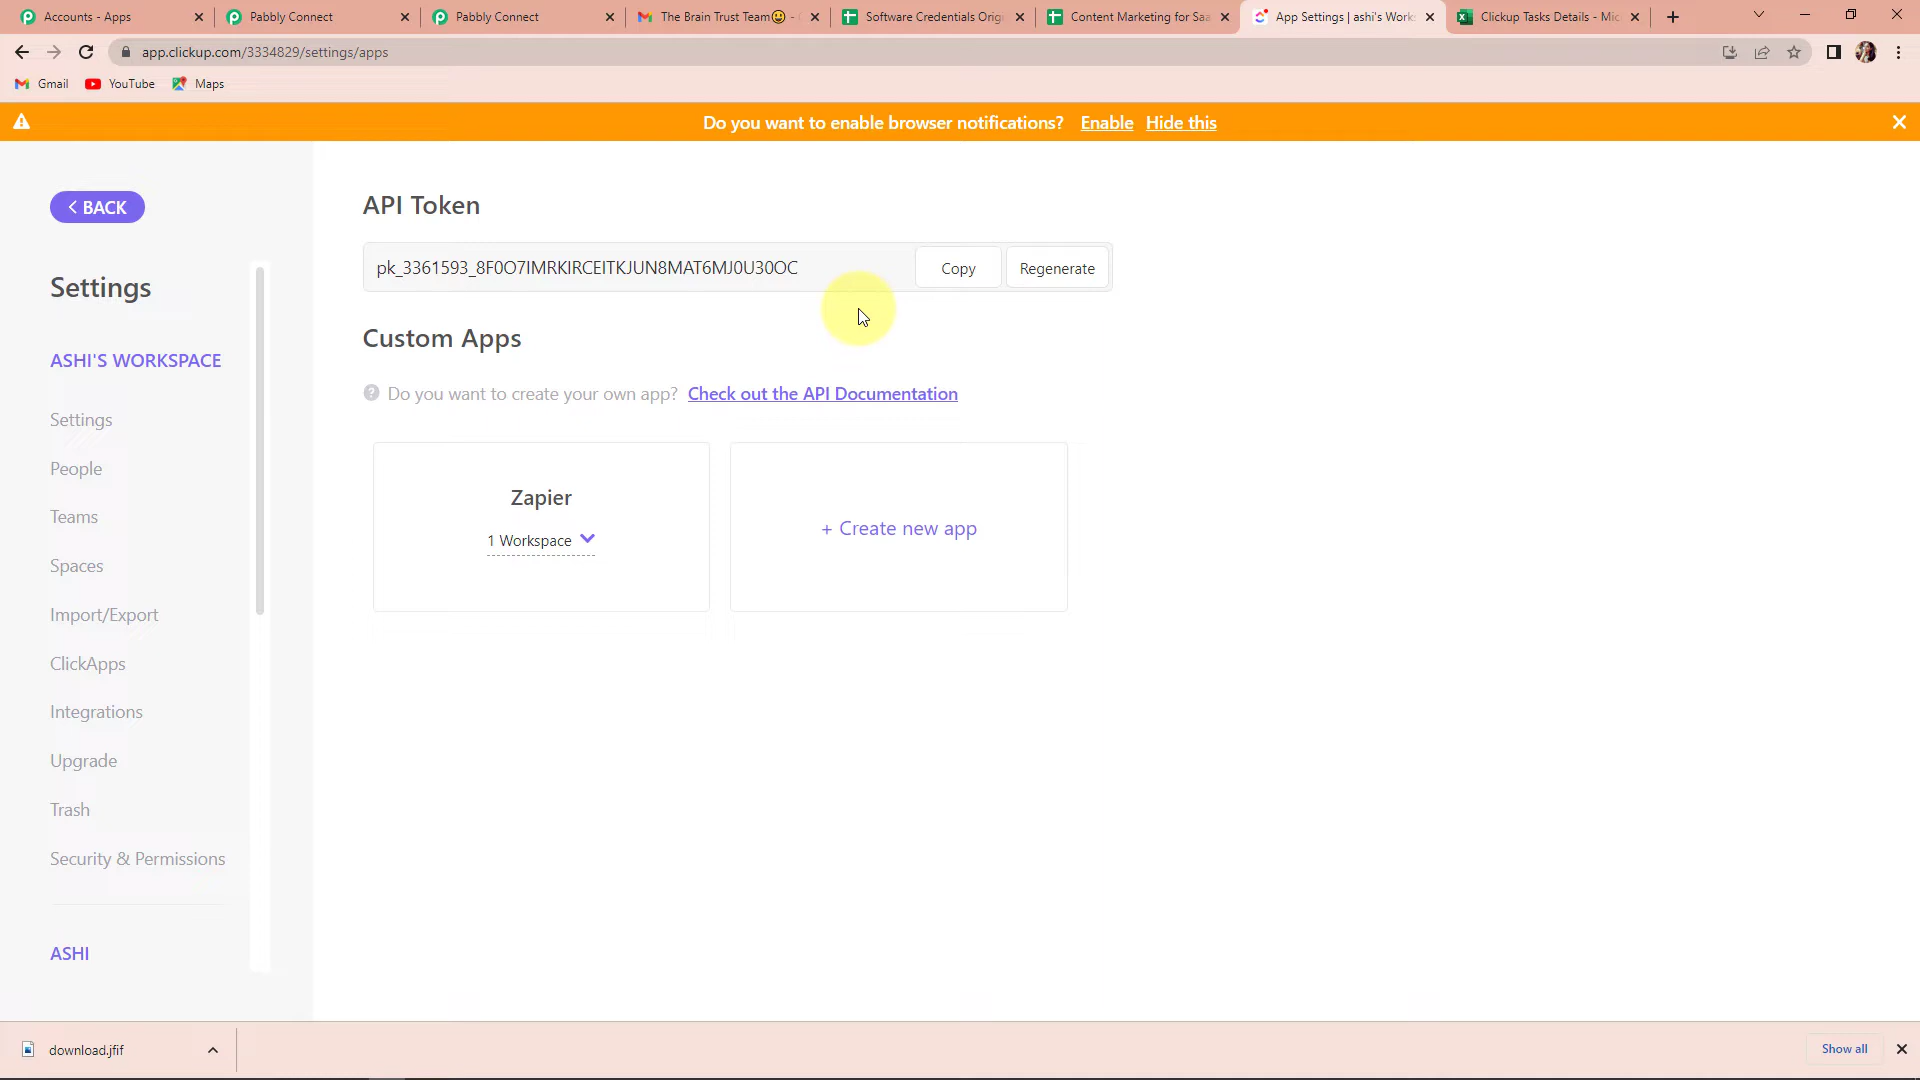 Accounts - Apps
Pabbly Connect
Pabbly Connect
The Brain Trust Team😃 -
Software Credentials Orig
Content Marketing for Saa
App Settings | ashi's Work
Clickup Tasks Details - Mic
app.clickup.com/3334829/settings/apps
Gmail
YouTube
Maps
Do you want to enable browser notifications? Enable Hide this
BACK
Settings
ASHI'S WORKSPACE
Settings
People
Teams
Spaces
Import/Export
ClickApps
Integrations
Upgrade
Trash
Security & Permissions
ASHI
API Token
pk_3361593_8F0O7IMRKIRCEITKJUN8MAT6MJ0U30OC
Copy
Regenerate
Custom Apps
Do you want to create your own app? Check out the API Documentation
Zapier
1 Workspace
+ Create new app
download.jfif
Show all